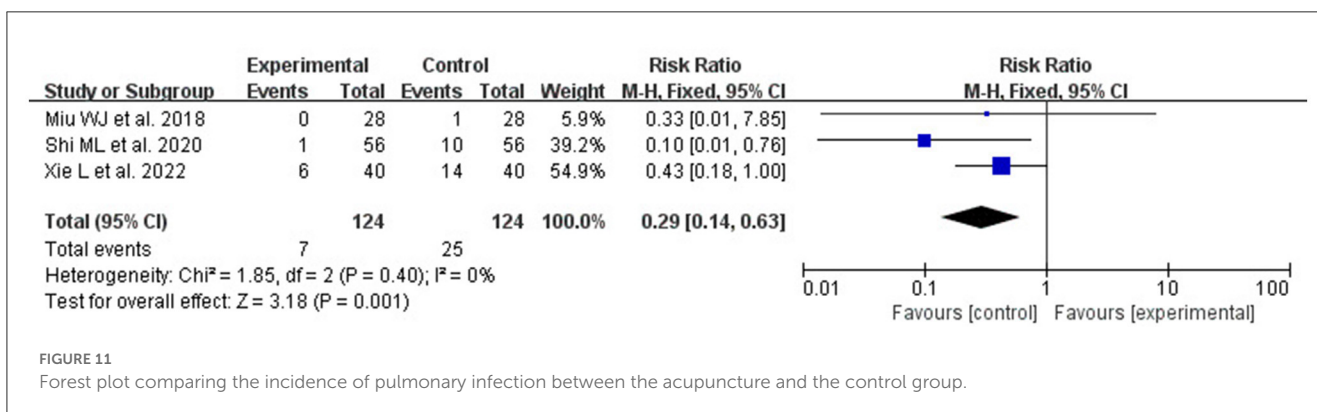 Experimental Control Risk Ratio Risk Ratio
Study or Subgroup Events Total Events Total Weight M-H, Fixed, 95% CI M-H, Fixed, 95% CI
Miu WJ et al. 2018 0 28 1 28 5.9% 0.33 [0.01, 7.85]
Shi ML et al. 2020 1 56 10 56 39.2% 0.10 [0.01, 0.76]
Xie L et al. 2022 6 40 14 40 54.9% 0.43 [0.18, 1.00]
Total (95% CI) 124 124 100.0% 0.29 [0.14, 0.63]
Total events 7 25
Heterogeneity: Chi² = 1.85, df = 2 (P = 0.40); I² = 0%
Test for overall effect: Z = 3.18 (P = 0.001)
0.01 0.1 1 10 100
Favours [control] Favours [experimental]
FIGURE 11
Forest plot comparing the incidence of pulmonary infection between the acupuncture and the control group.